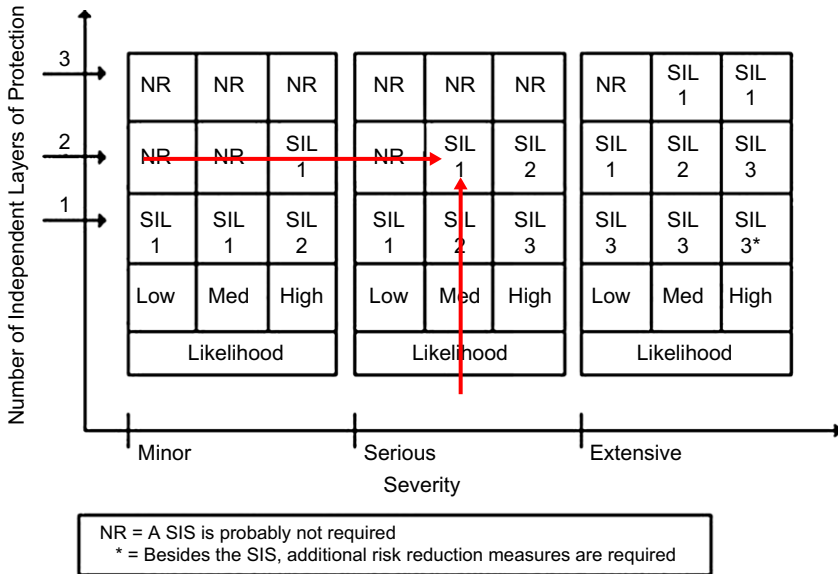 Number of Independent Layers of Protection
3
NR NR NR NR NR NR NR SIL 1 SIL 1
2
NR NR SIL 1 NR SIL 1 SIL 2 SIL 1 SIL 2 SIL 3
1
SIL 1 SIL 1 SIL 2 SIL 1 SIL 2 SIL 3 SIL 3 SIL 3 SIL 3*
Low Med High Low Med High Low Med High
Likelihood Likelihood Likelihood
Minor Serious Extensive
Severity
NR = A SIS is probably not required
* = Besides the SIS, additional risk reduction measures are required